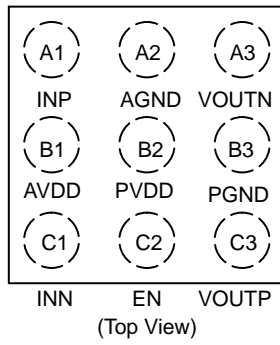 A1 A2 A3
INP AGND VOUTN
B1 B2 B3
AVDD PVDD PGND
C1 C2 C3
INN EN VOUTP
(Top View)